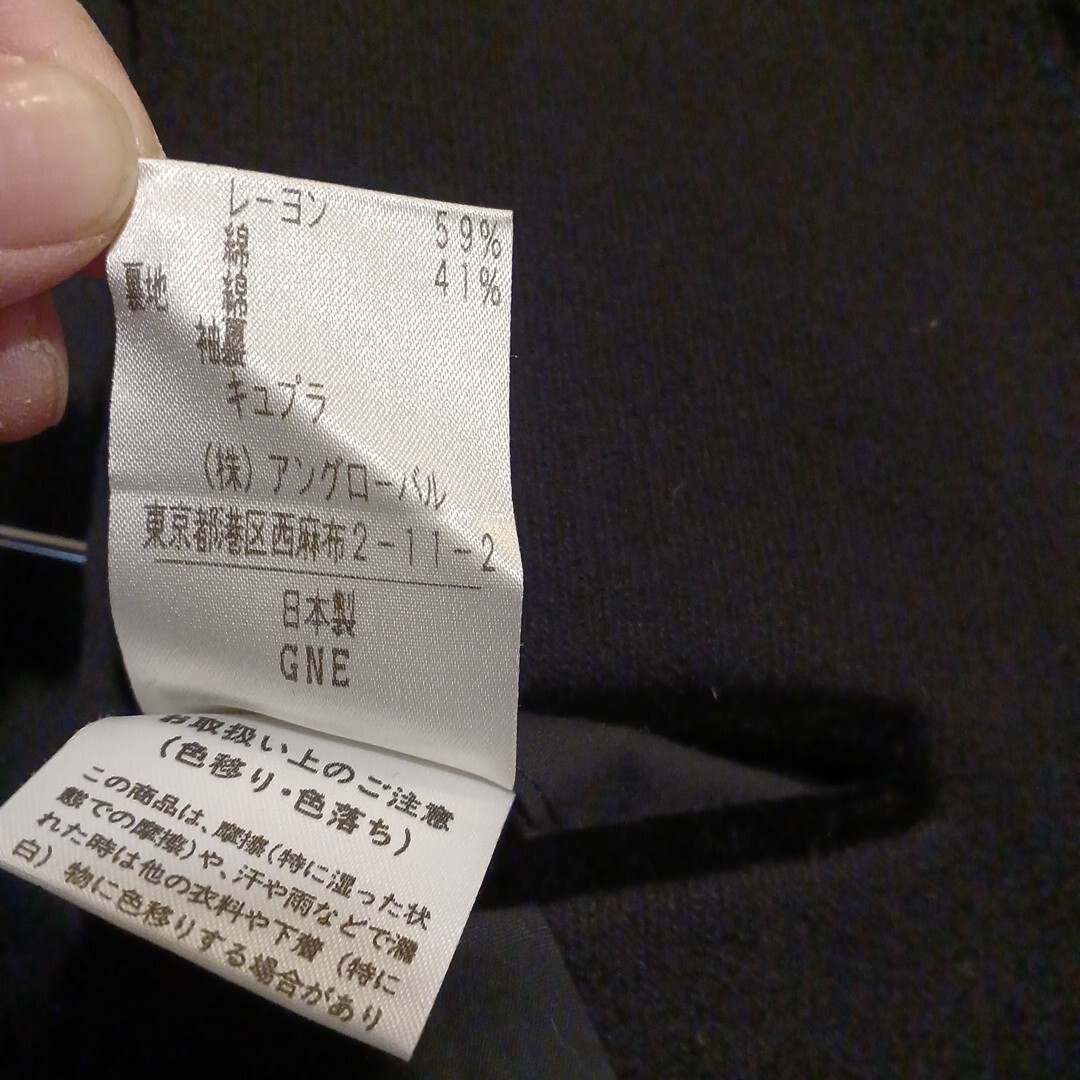 レーヨン 59%
綿 41%
裏地 綿
袖裏
キュプラ
(株)アングローバル
東京都港区西麻布2-11-2
日本製
GNE
お取扱い上のご注意
(色移り・色落ち)
この商品は、摩擦(特に湿った状
態での摩擦)や、汗や雨などで濡
れた時は他の衣料や下着(特に
白)物に色移りする場合があり